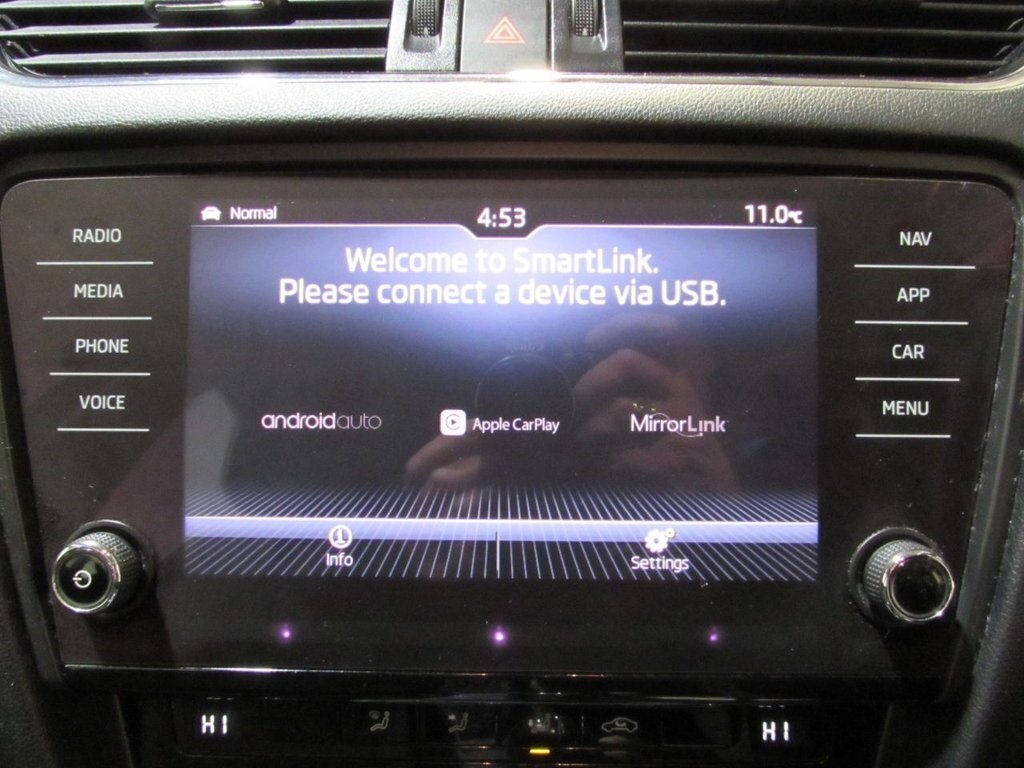 Normal
4:53
11.0°C
RADIO
MEDIA
PHONE
VOICE
Welcome to SmartLink.
Please connect a device via USB.
androidauto
Apple CarPlay
MirrorLink
Info
Settings
NAV
APP
CAR
MENU
HI
HI